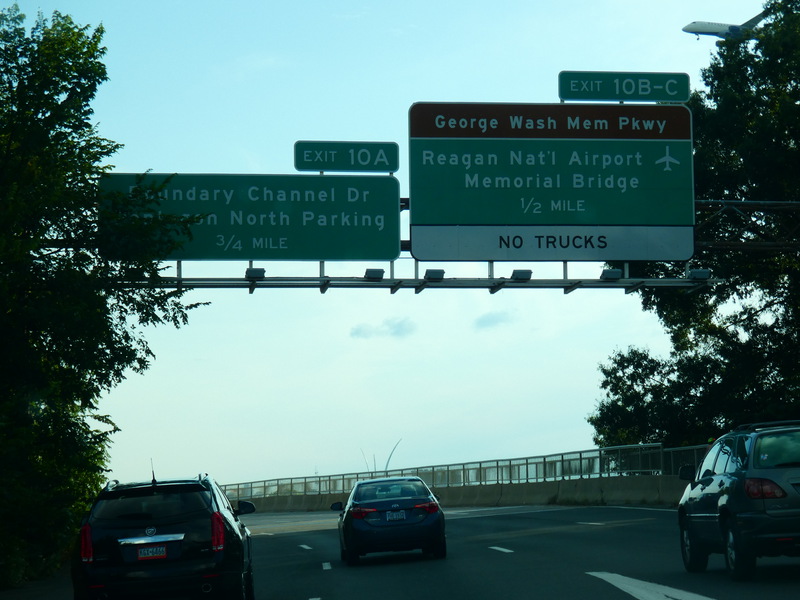 EXIT 10A
Boundary Channel Dr
North Parking
3/4 MILE
EXIT 10B-C
George Wash Mem Pkwy
Reagan Nat'l Airport
Memorial Bridge
1/2 MILE
NO TRUCKS